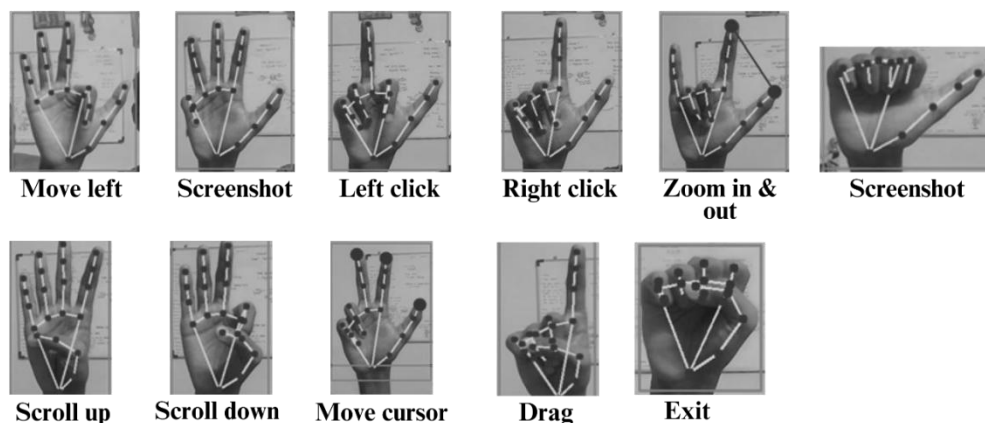 Move left
Screenshot
Left click
Right click
Zoom in &
out
Screenshot
Scroll up
Scroll down
Move cursor
Drag
Exit